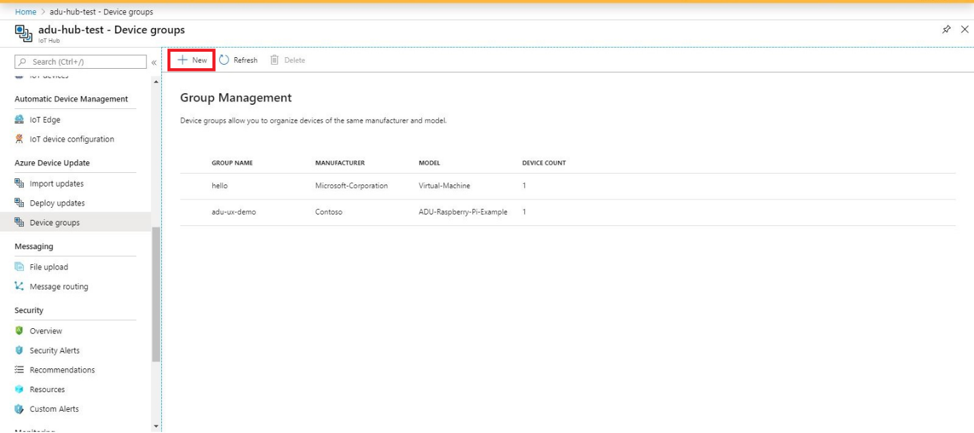 Home > adu-hub-test - Device groups
adu-hub-test - Device groups
IoT Hub
Search (Ctrl+/)
New Refresh Delete
IoT devices
Automatic Device Management
IoT Edge
IoT device configuration
Azure Device Update
Import updates
Deploy updates
Device groups
Messaging
File upload
Message routing
Security
Overview
Security Alerts
Recommendations
Resources
Custom Alerts
Monitoring
Group Management
Device groups allow you to organize devices of the same manufacturer and model.
GROUP NAME MANUFACTURER MODEL DEVICE COUNT
hello Microsoft-Corporation Virtual-Machine 1
adu-ux-demo Contoso ADU-Raspberry-Pi-Example 1